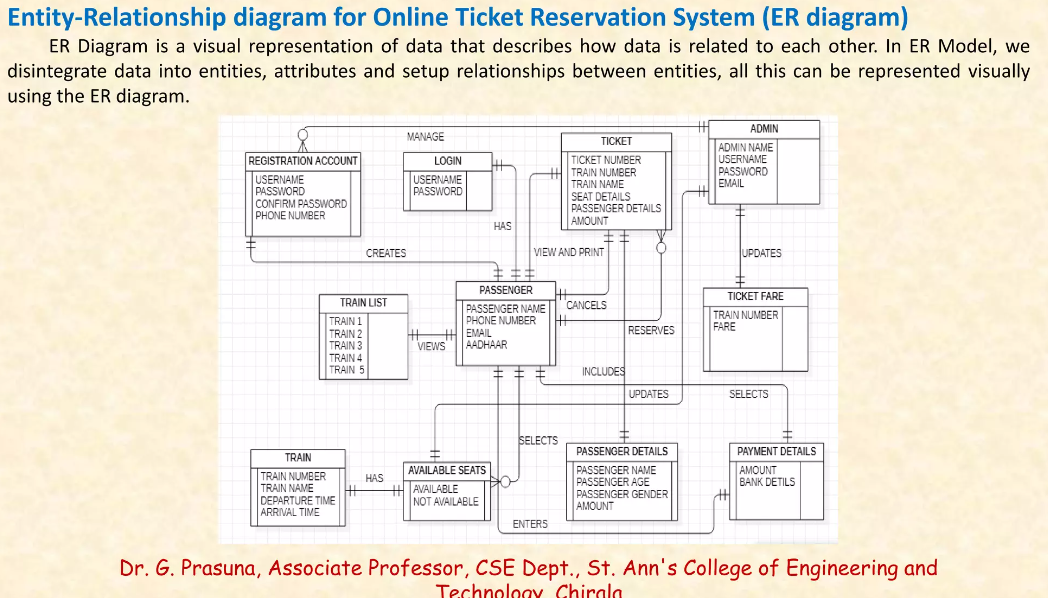 Entity-Relationship diagram for Online Ticket Reservation System (ER diagram)
ER Diagram is a visual representation of data that describes how data is related to each other. In ER Model, we
disintegrate data into entities, attributes and setup relationships between entities, all this can be represented visually
using the ER diagram.
MANAGE
ADMIN
ADMIN NAME
USERNAME
PASSWORD
EMAIL
TICKET
TICKET NUMBER
TRAIN NUMBER
TRAIN NAME
SEAT DETAILS
PASSENGER DETAILS
AMOUNT
REGISTRATION ACCOUNT
USERNAME
PASSWORD
CONFIRM PASSWORD
PHONE NUMBER
LOGIN
USERNAME
PASSWORD
HAS
CREATES
VIEW AND PRINT
UPDATES
PASSENGER
PASSENGER NAME
PHONE NUMBER
EMAIL
AADHAAR
CANCELS
RESERVES
TICKET FARE
TRAIN NUMBER
FARE
TRAIN LIST
TRAIN 1
TRAIN 2
TRAIN 3
TRAIN 4
TRAIN 5
VIEWS
INCLUDES
UPDATES
SELECTS
SELECTS
TRAIN
TRAIN NUMBER
TRAIN NAME
DEPARTURE TIME
ARRIVAL TIME
HAS
AVAILABLE SEATS
AVAILABLE
NOT AVAILABLE
PASSENGER DETAILS
PASSENGER NAME
PASSENGER AGE
PASSENGER GENDER
AMOUNT
PAYMENT DETAILS
AMOUNT
BANK DETILS
ENTERS
Dr. G. Prasuna, Associate Professor, CSE Dept., St. Ann's College of Engineering and
Technology, Chirala